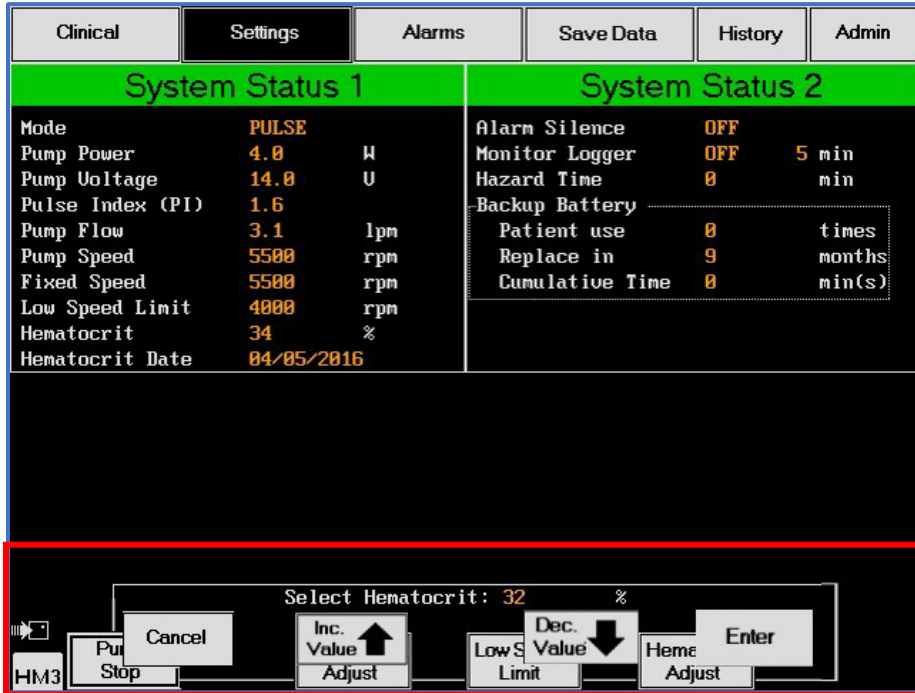 Clinical Settings Alarms Save Data History Admin
System Status 1
Mode PULSE
Pump Power 4.0 W
Pump Voltage 14.0 V
Pulse Index (PI) 1.6
Pump Flow 3.1 lpm
Pump Speed 5500 rpm
Fixed Speed 5500 rpm
Low Speed Limit 4000 rpm
Hematocrit 34 %
Hematocrit Date 04/05/2016
System Status 2
Alarm Silence OFF
Monitor Logger OFF 5 min
Hazard Time 0 min
Backup Battery
Patient use 0 times
Replace in 9 months
Cumulative Time 0 min(s)
Select Hematocrit: 32 %
Cancel
Inc.
Value
Dec.
Value
Enter
Stop
Adjust
Low
Limit
Adjust
HM3